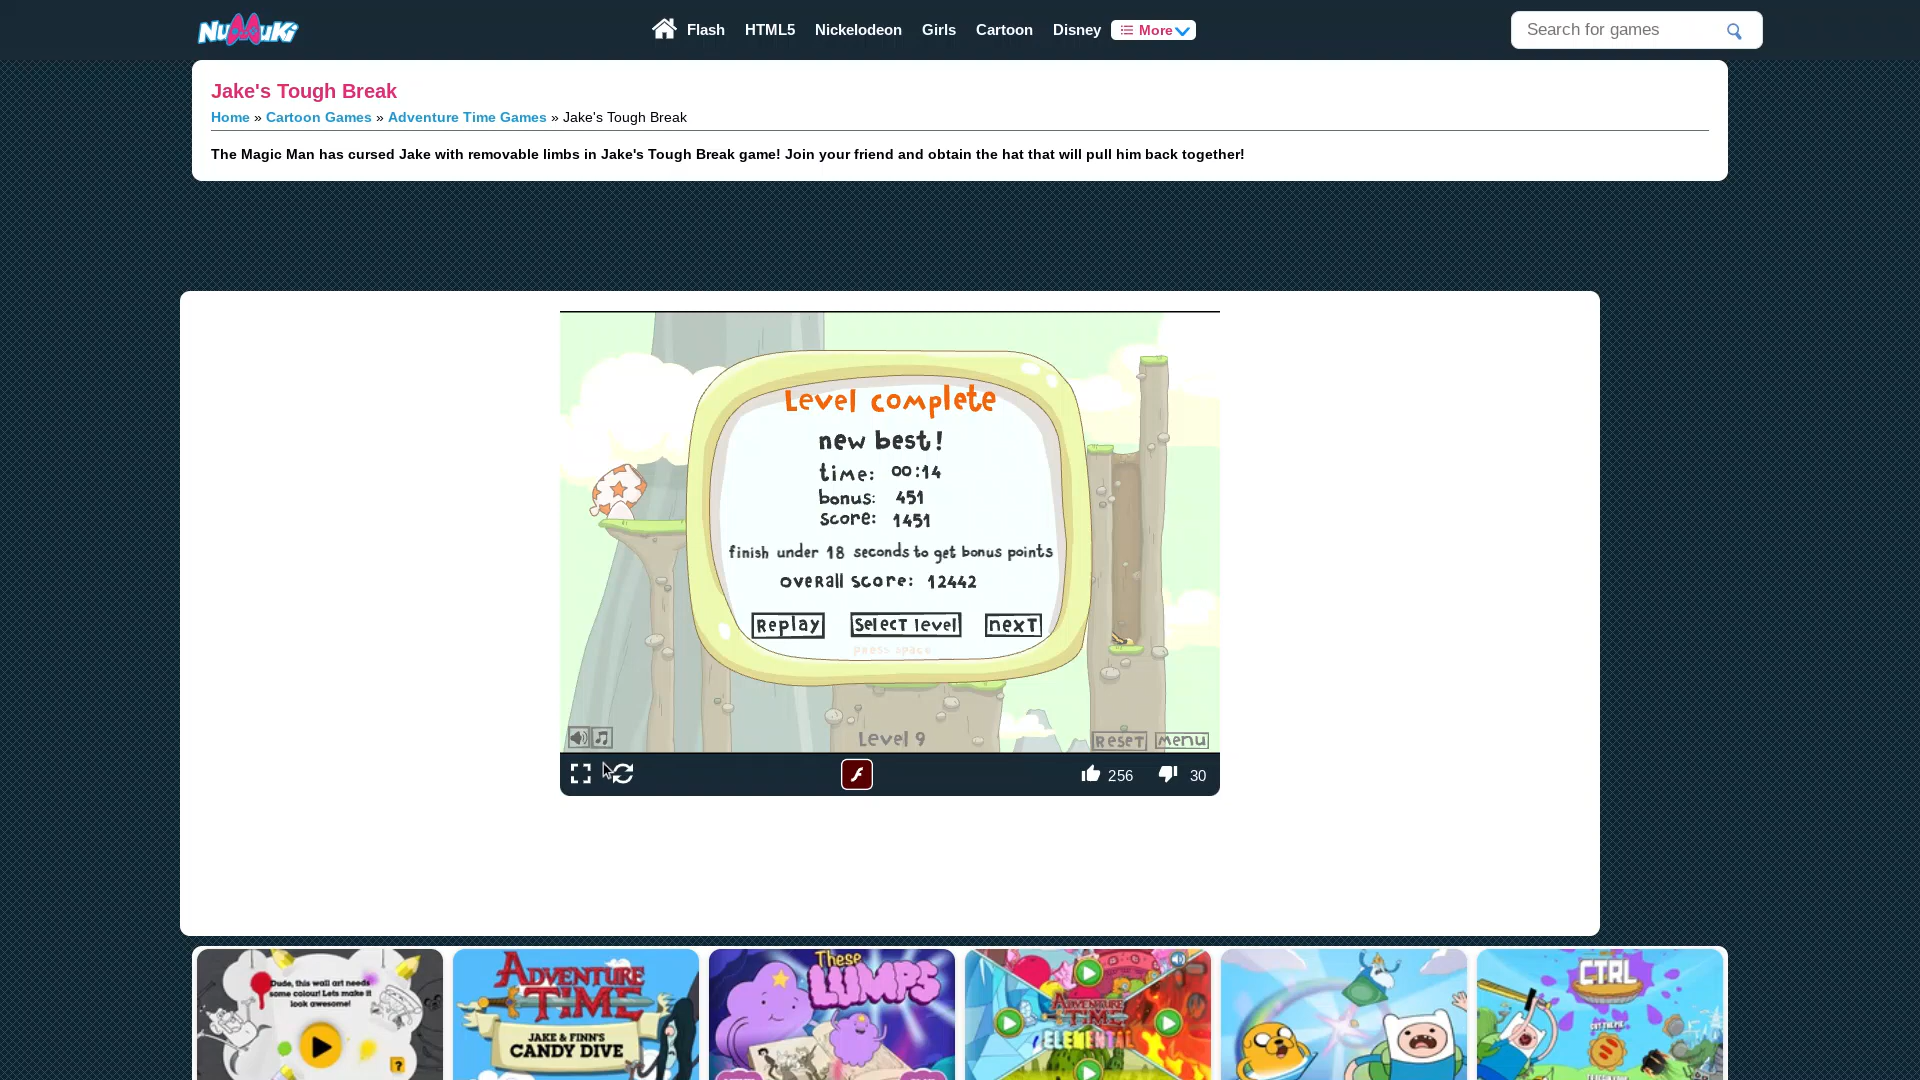 NuMuKi
Flash HTML5 Nickelodeon Girls Cartoon Disney More
Search for games
Jake's Tough Break
Home » Cartoon Games » Adventure Time Games » Jake's Tough Break
The Magic Man has cursed Jake with removable limbs in Jake's Tough Break game! Join your friend and obtain the hat that will pull him back together!
Level complete
new best!
time: 00:14
bonus: 451
score: 1451
finish under 18 seconds to get bonus points
overall score: 12442
Replay Select level next
press space
Level 9
Reset menu
256 30
Dude, this wall art needs
some colour! Lets make it
look awesome!
?
ADVENTURE
TIME
JAKE & FINN'S
CANDY DIVE
These
LUMPS
ADVENTURE
TIME
ELEMENTAL
CTRL